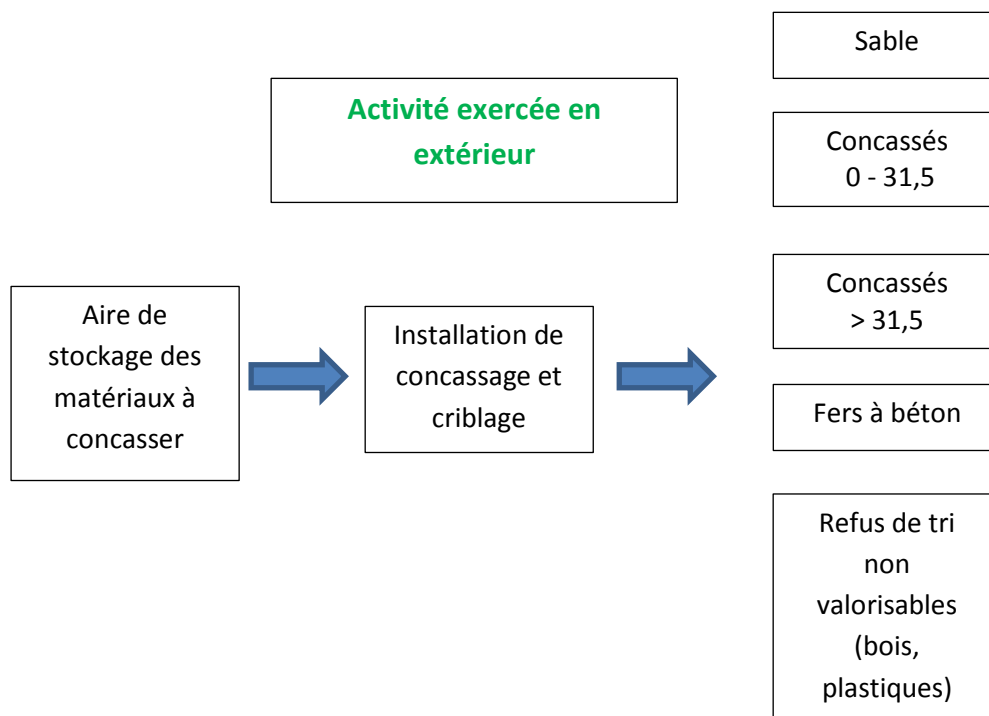 Sable
Activité exercée en
extérieur
Concassés
0 - 31,5
Concassés
> 31,5
Aire de
stockage des
matériaux à
concasser
Installation de
concassage et
criblage
Fers à béton
Refus de tri
non
valorisables
(bois,
plastiques)